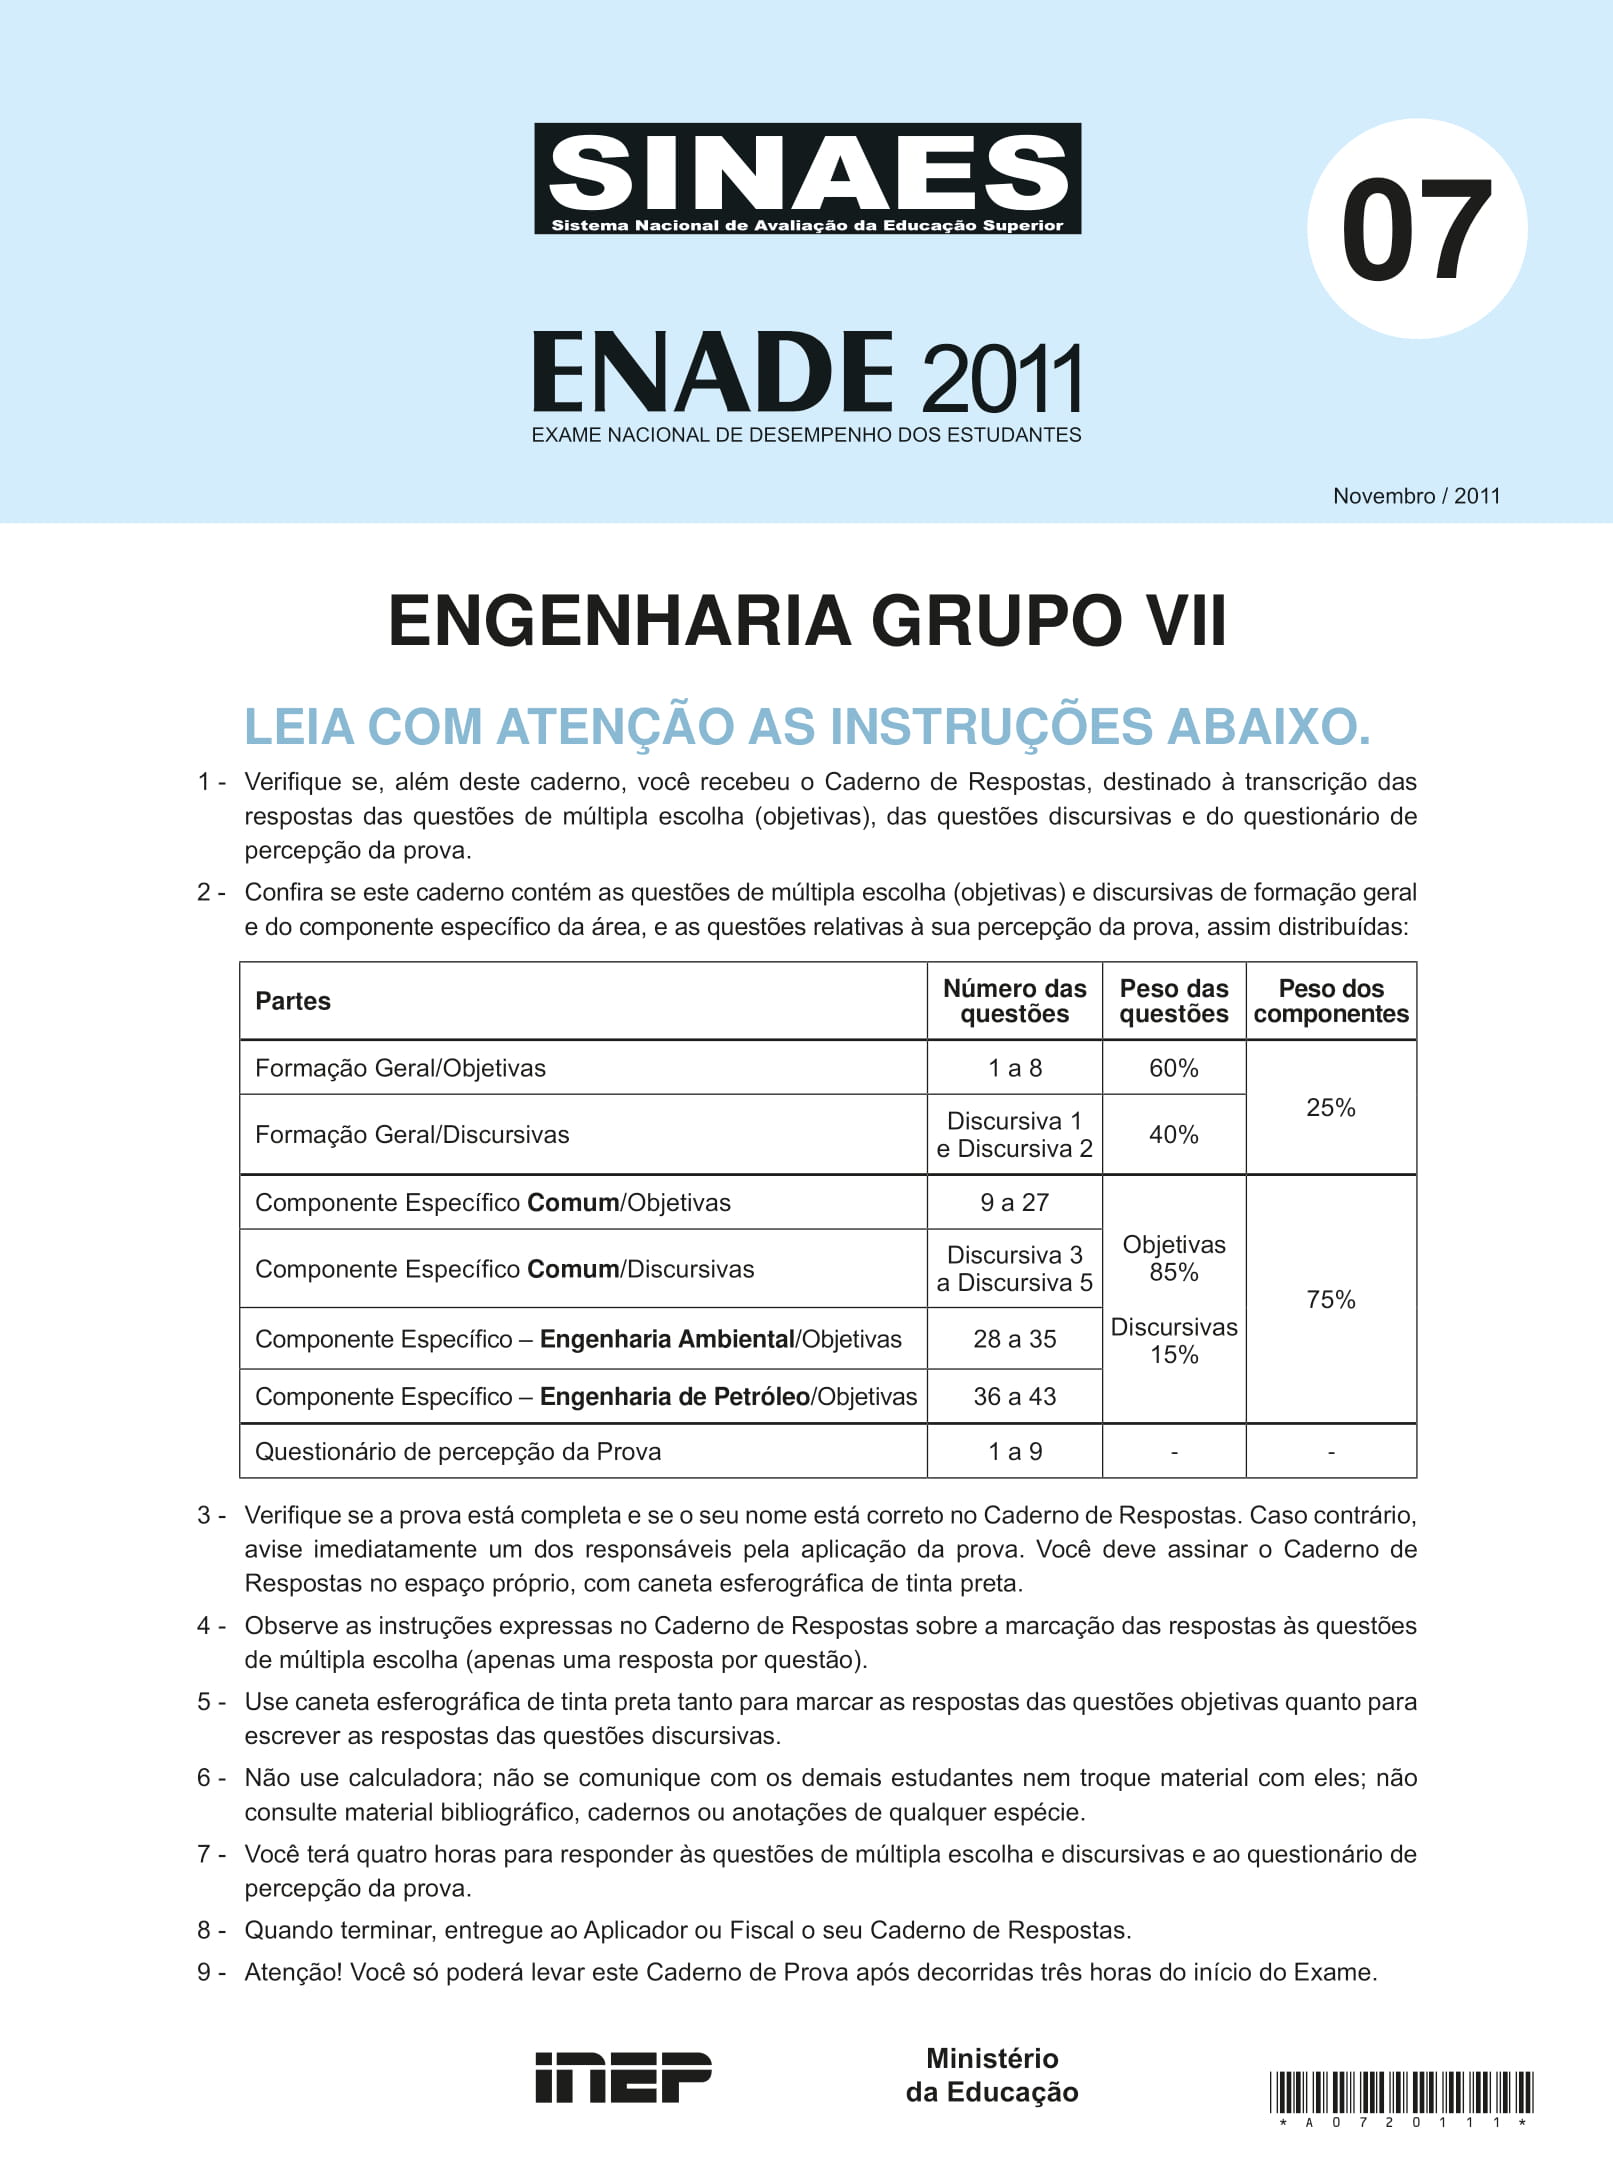 SINAES
Sistema Nacional de Avaliação da Educação Superior
07
ENADE 2011
EXAME NACIONAL DE DESEMPENHO DOS ESTUDANTES
Novembro / 2011
ENGENHARIA GRUPO VII
LEIA COM ATENÇÃO AS INSTRUÇÕES ABAIXO.
1 - Verifique se, além deste caderno, você recebeu o Caderno de Respostas, destinado à transcrição das
respostas das questões de múltipla escolha (objetivas), das questões discursivas e do questionário de
percepção da prova.
2 - Confira se este caderno contém as questões de múltipla escolha (objetivas) e discursivas de formação geral
e do componente específico da área, e as questões relativas à sua percepção da prova, assim distribuídas:
Partes
Número das
questões
Peso das
questões
Peso dos
componentes
Formação Geral/Objetivas
1 a 8
60%
25%
Formação Geral/Discursivas
Discursiva 1
e Discursiva 2
40%
Componente Específico Comum/Objetivas
9 a 27
Objetivas
85%
Discursivas
15%
75%
Componente Específico Comum/Discursivas
Discursiva 3
a Discursiva 5
Componente Específico – Engenharia Ambiental/Objetivas
28 a 35
Componente Específico – Engenharia de Petróleo/Objetivas
36 a 43
Questionário de percepção da Prova
1 a 9
-
-
3 - Verifique se a prova está completa e se o seu nome está correto no Caderno de Respostas. Caso contrário,
avise imediatamente um dos responsáveis pela aplicação da prova. Você deve assinar o Caderno de
Respostas no espaço próprio, com caneta esferográfica de tinta preta.
4 - Observe as instruções expressas no Caderno de Respostas sobre a marcação das respostas às questões
de múltipla escolha (apenas uma resposta por questão).
5 - Use caneta esferográfica de tinta preta tanto para marcar as respostas das questões objetivas quanto para
escrever as respostas das questões discursivas.
6 - Não use calculadora; não se comunique com os demais estudantes nem troque material com eles; não
consulte material bibliográfico, cadernos ou anotações de qualquer espécie.
7 - Você terá quatro horas para responder às questões de múltipla escolha e discursivas e ao questionário de
percepção da prova.
8 - Quando terminar, entregue ao Aplicador ou Fiscal o seu Caderno de Respostas.
9 - Atenção! Você só poderá levar este Caderno de Prova após decorridas três horas do início do Exame.
INEP
Ministério
da Educação
*A0720111*